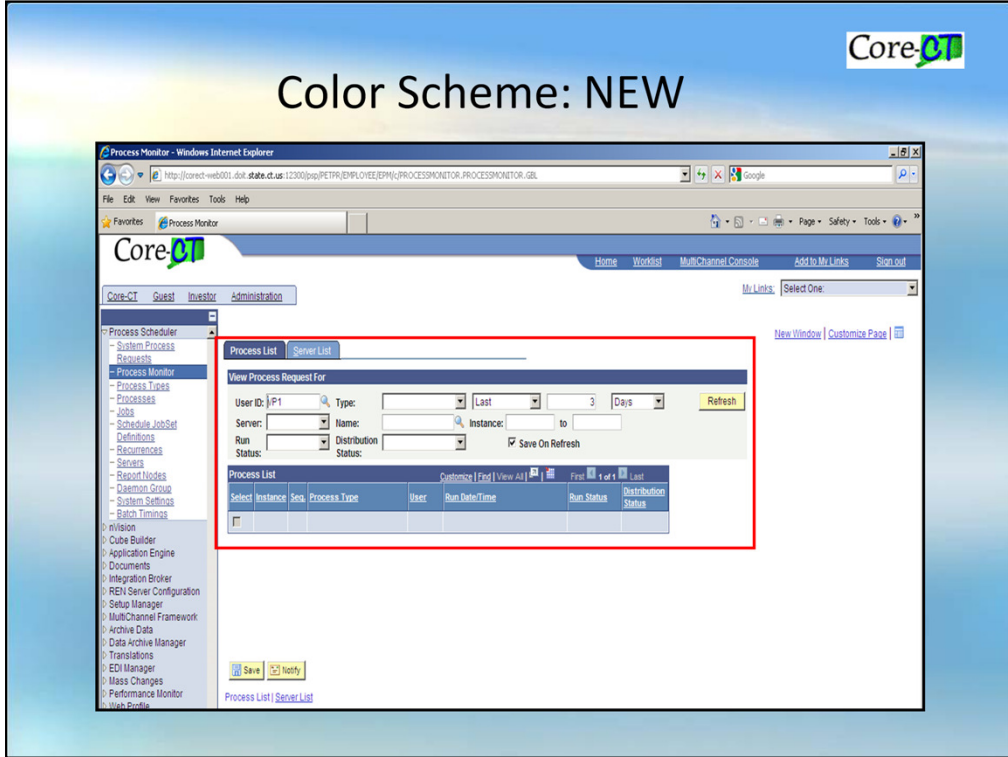 Core-CT
Color Scheme: NEW
Process Monitor - Windows Internet Explorer
http://corect-web001.doit.state.ct.us:12300/psp/PETPR/EMPLOYEE/EPM/c/PROCESSMONITOR.PROCESSMONITOR.GBL
Google
File Edit View Favorites Tools Help
Favorites Process Monitor Page Safety Tools
Core-CT
Home Worklist MultiChannel Console Add to My Links Sign out
My Links: Select One:
Core-CT Guest Investor Administration
New Window | Customize Page |
Process Scheduler
– System Process
Requests
– Process Monitor
– Process Types
– Processes
– Jobs
– Schedule JobSet
Definitions
– Recurrences
– Servers
– Report Nodes
– Daemon Group
– System Settings
– Batch Timings
nVision
Cube Builder
Application Engine
Documents
Integration Broker
REN Server Configuration
Setup Manager
MultiChannel Framework
Archive Data
Data Archive Manager
Translations
EDI Manager
Mass Changes
Performance Monitor
Web Profile
Process List Server List
View Process Request For
User ID: VP1 Type: Last 3 Days Refresh
Server: Name: Instance: to
Run Status: Distribution Status: Save On Refresh
Process List Customize | Find | View All | | First 1 of 1 Last
Select Instance Seq. Process Type User Run Date/Time Run Status Distribution Status
Save Notify
Process List | Server List